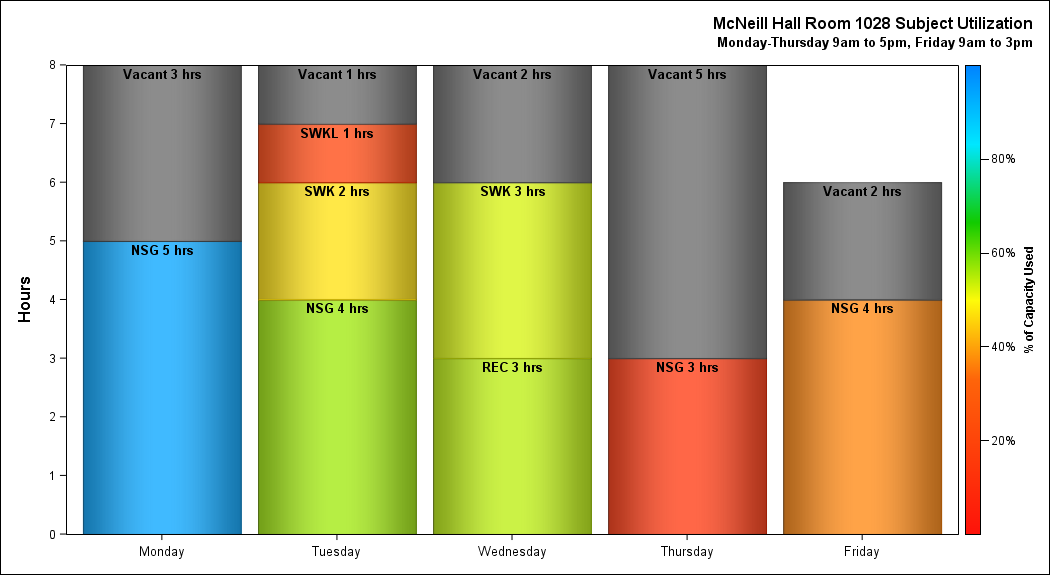 McNeill Hall Room 1028 Subject Utilization
Monday-Thursday 9am to 5pm, Friday 9am to 3pm
Hours
8
7
6
5
4
3
2
1
0
Vacant 3 hrs
NSG 5 hrs
Vacant 1 hrs
SWKL 1 hrs
SWK 2 hrs
NSG 4 hrs
Vacant 2 hrs
SWK 3 hrs
REC 3 hrs
Vacant 5 hrs
NSG 3 hrs
Vacant 2 hrs
NSG 4 hrs
Monday
Tuesday
Wednesday
Thursday
Friday
80%
60%
40%
20%
% of Capacity Used